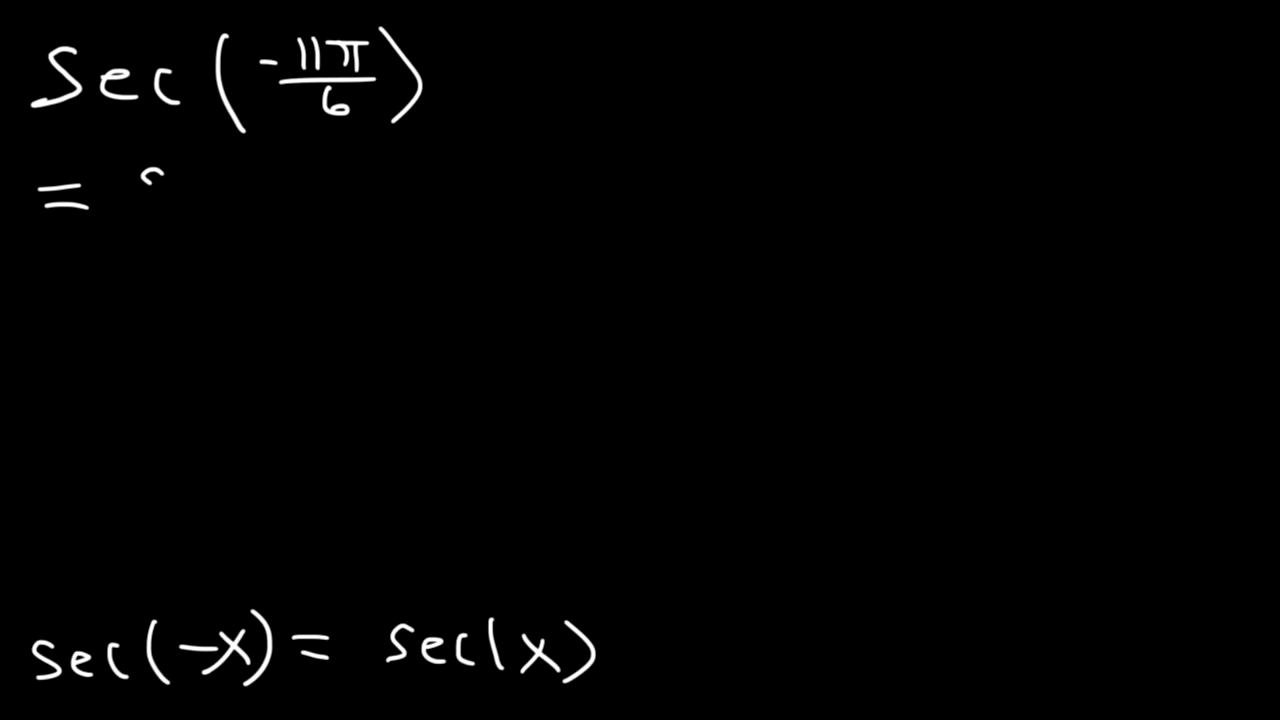 sec(-11π/6)
=
sec(-x) = sec(x)